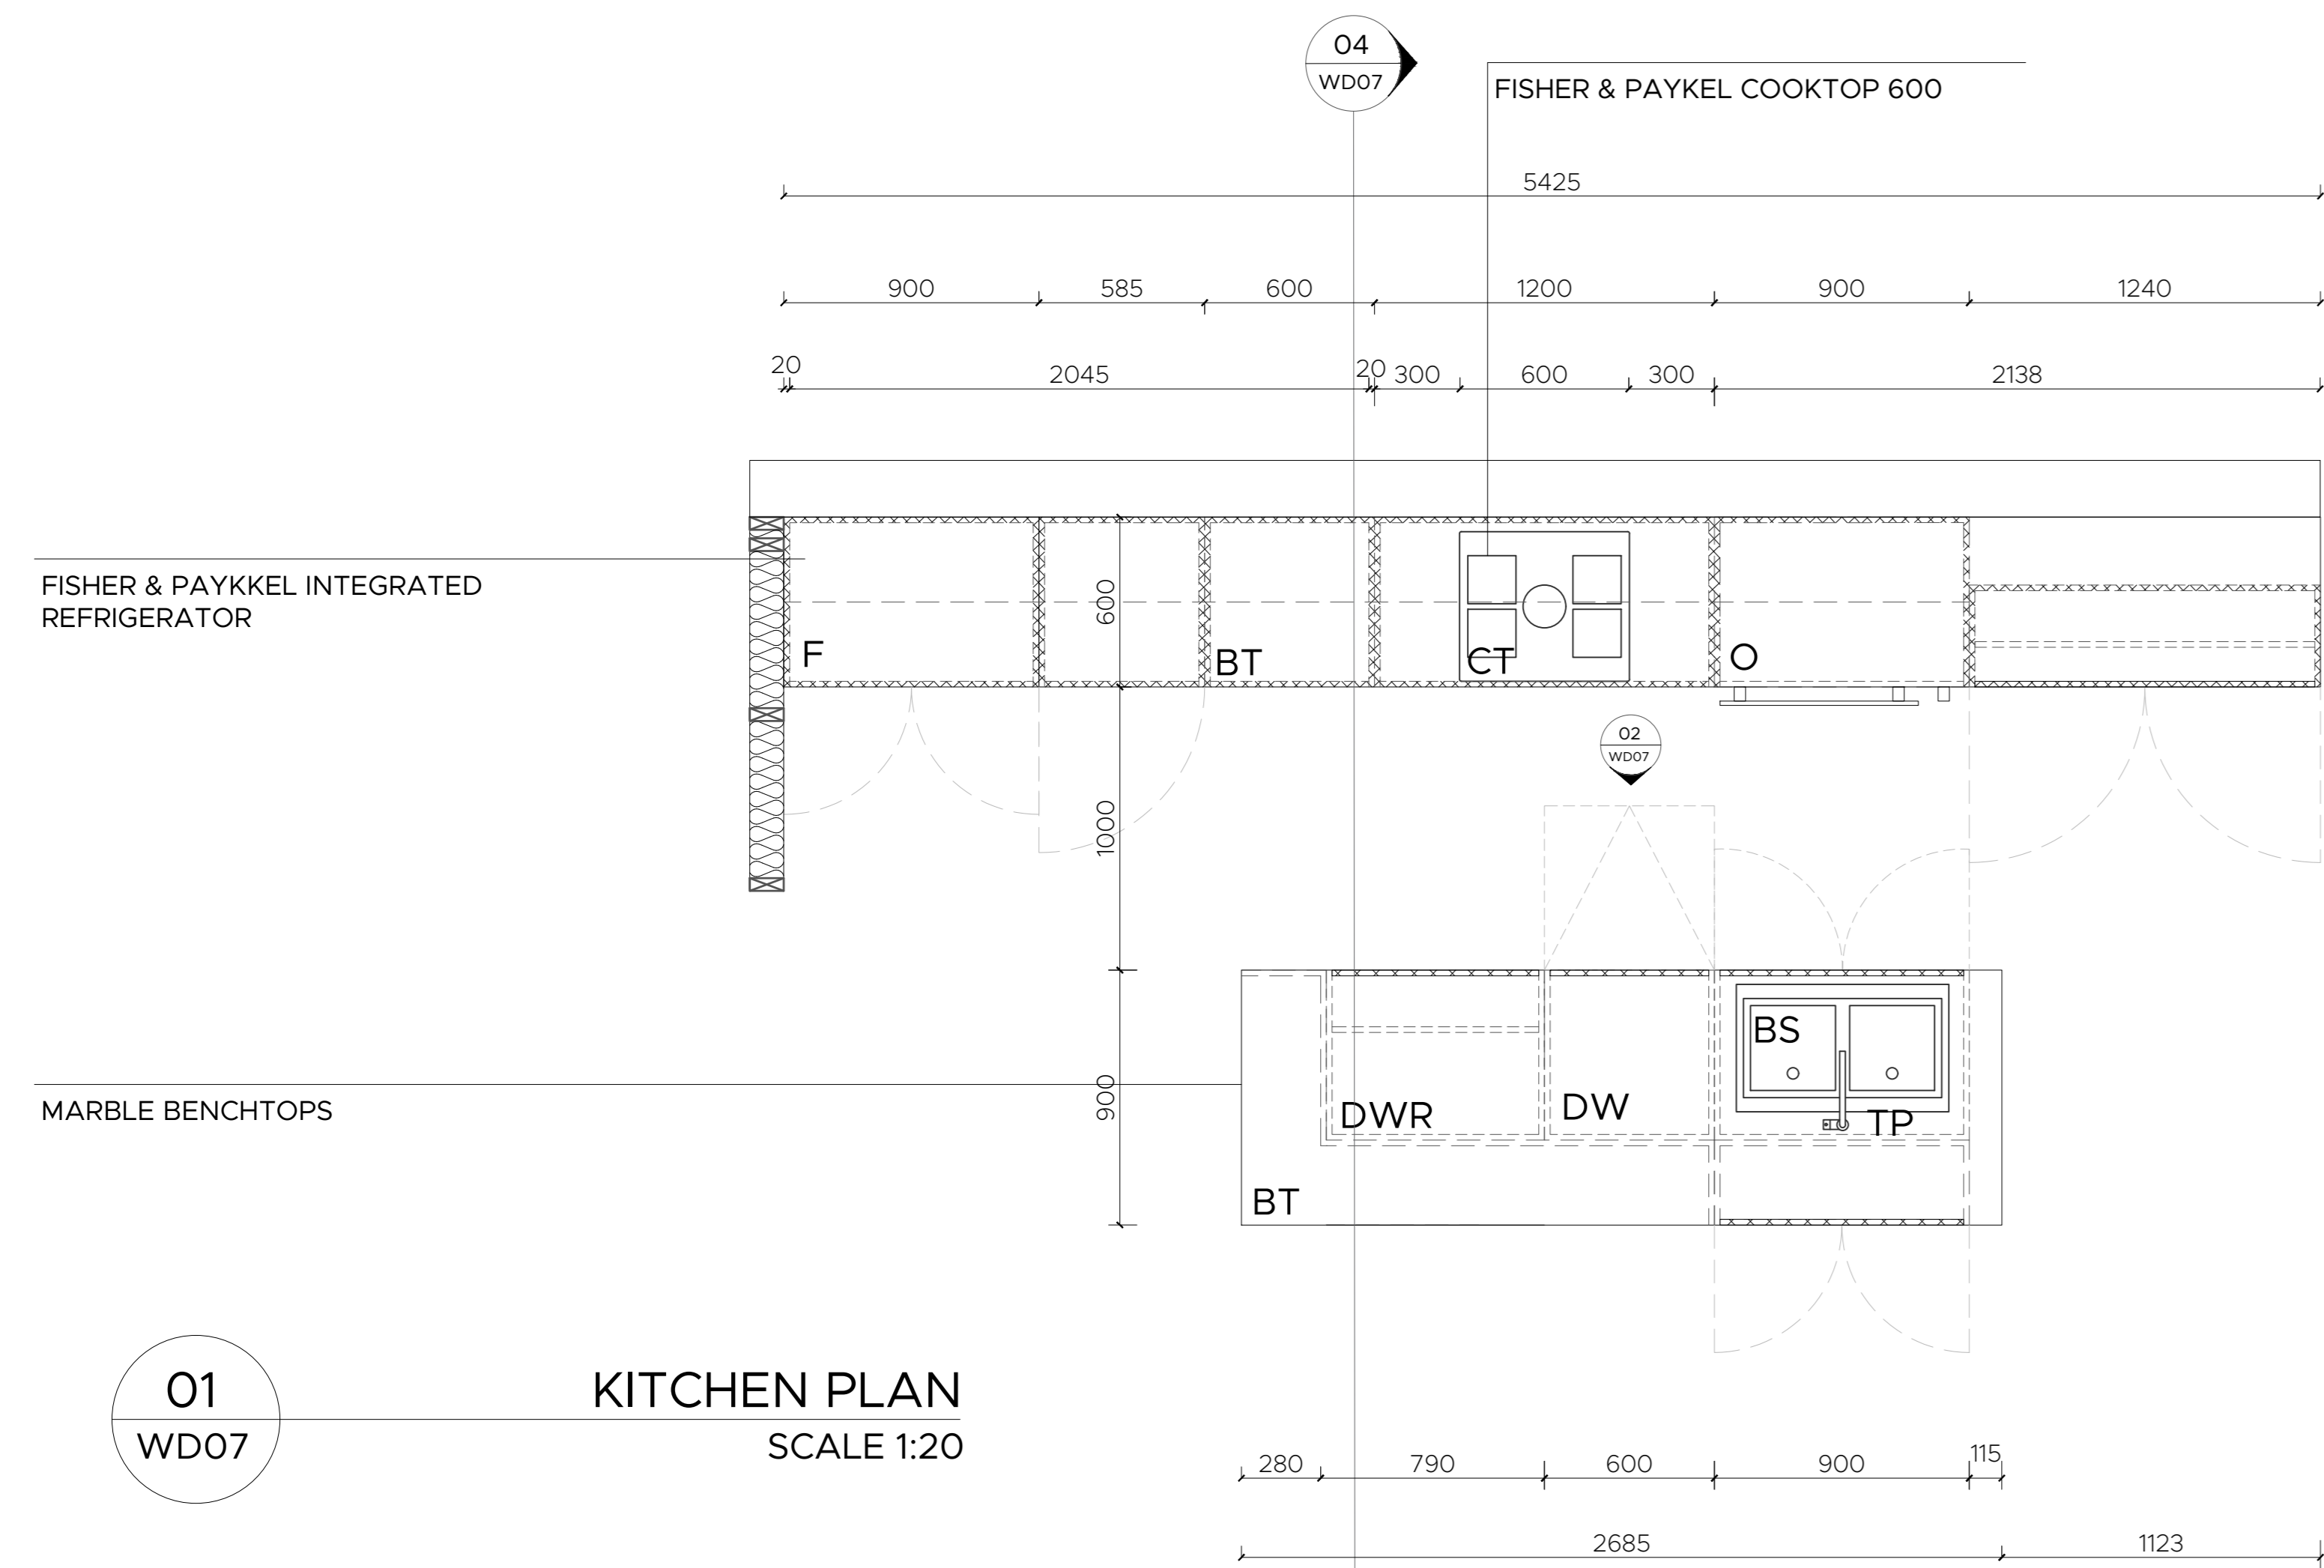 04
WD07
FISHER & PAYKEL COOKTOP 600
5425
900 585 600 1200 900 1240
20 2045 20 300 600 300 2138
FISHER & PAYKKEL INTEGRATED
REFRIGERATOR
600
F
BT
CT
O
02
WD07
1000
BS
MARBLE BENCHTOPS
900
DWR
DW
TP
BT
01
WD07
KITCHEN PLAN
SCALE 1:20
280 790 600 900 115
2685 1123